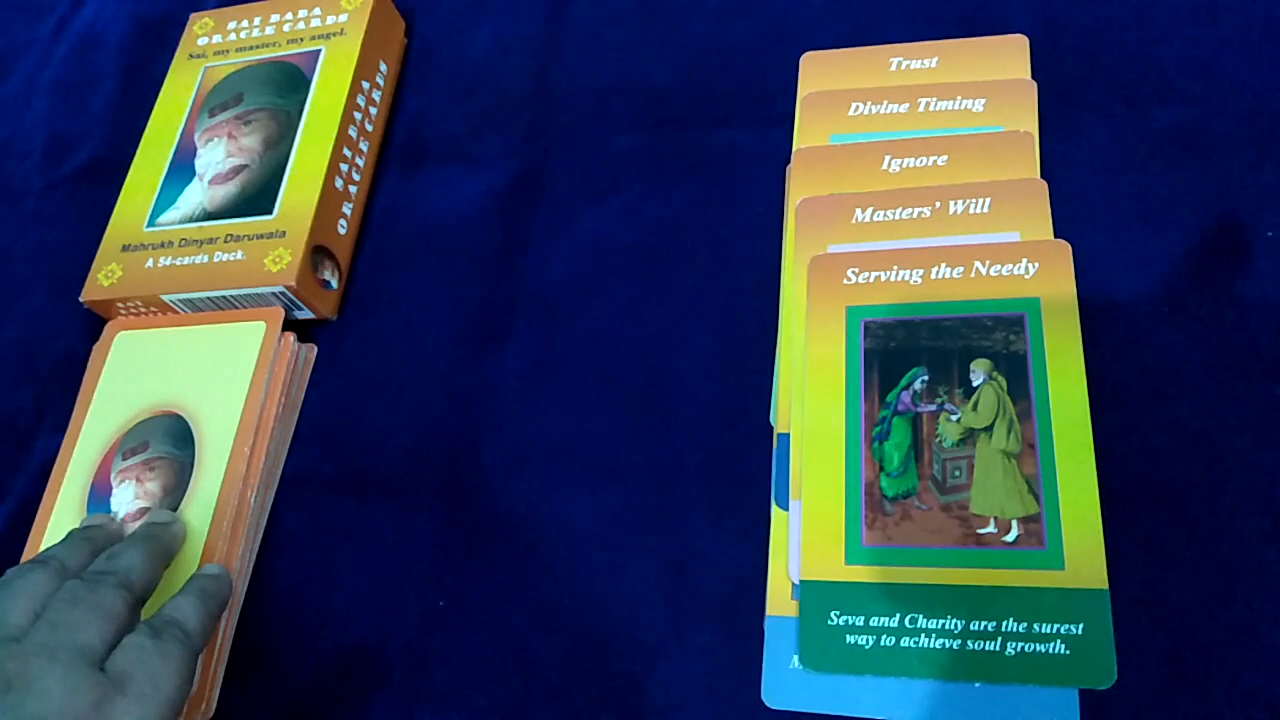 SAI BABA
ORACLE CARDS
Sai, my master, my angel.
Mahrukh Dinyar Daruwala
A 54-cards Deck.
SAI BABA
ORACLE CARDS
SAI
Trust
Divine Timing
Ignore
Masters' Will
Serving the Needy
Seva and Charity are the surest
way to achieve soul growth.